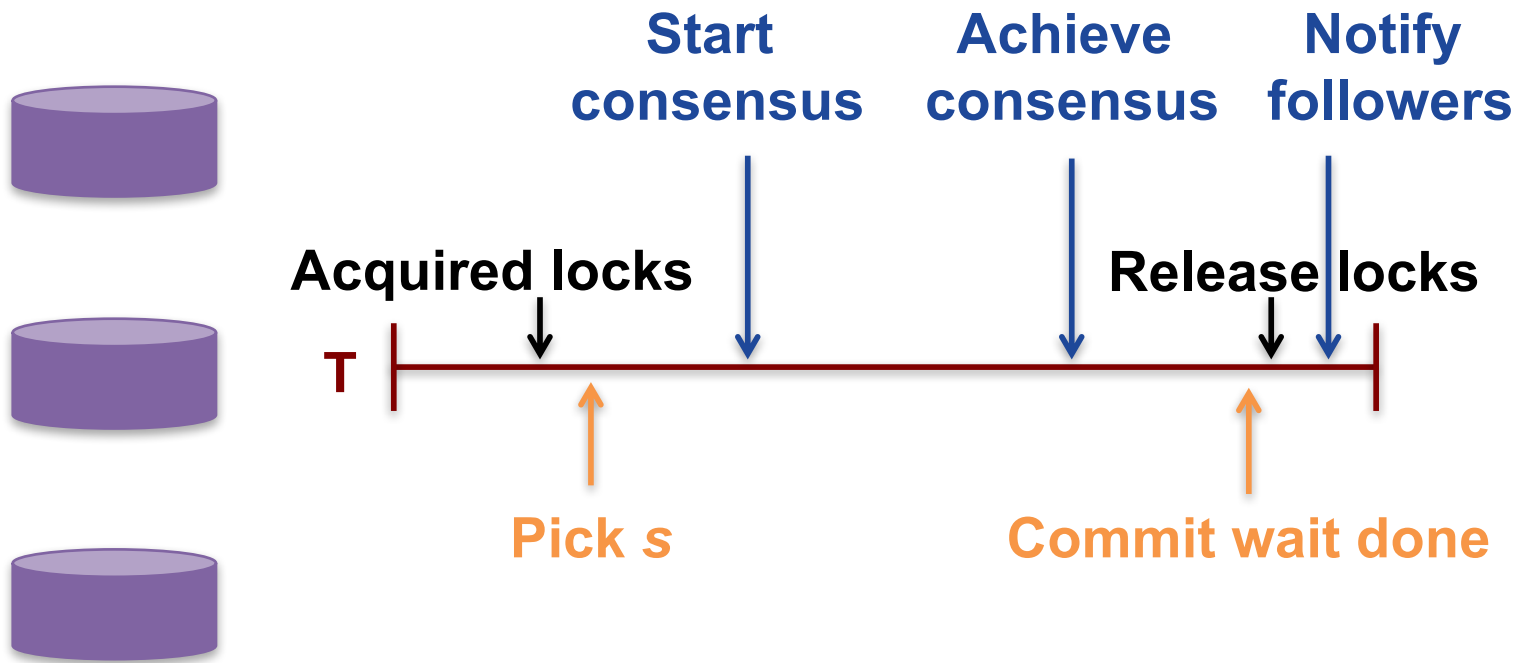 Start
consensus
Achieve
consensus
Notify
followers
Acquired locks
Release locks
T
Pick s
Commit wait done